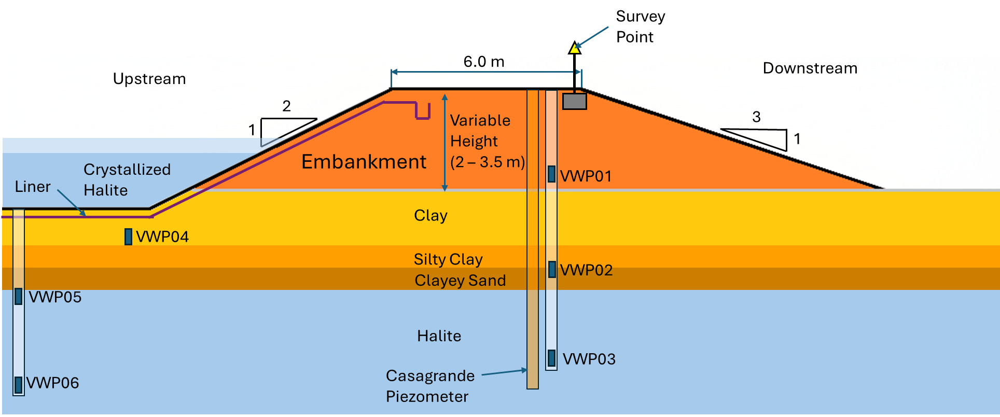 Survey
Point
6.0 m
Upstream
Downstream
2
1
3
1
Variable
Height
(2 – 3.5 m)
Embankment
Crystallized
Halite
Liner
VWP01
Clay
VWP04
Silty Clay
VWP02
Clayey Sand
VWP05
Halite
VWP03
Casagrande
Piezometer
VWP06